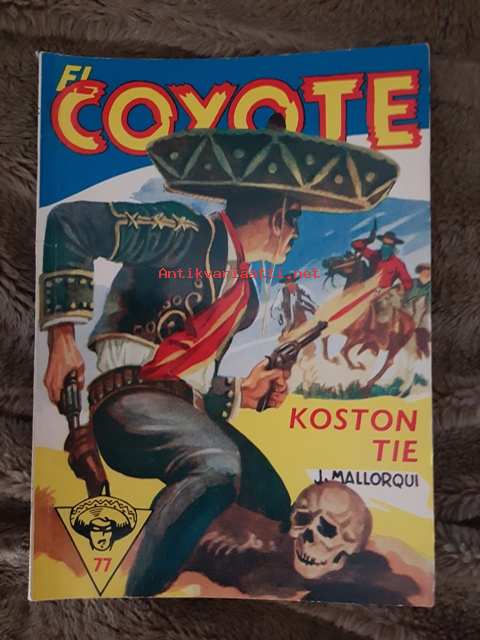 EL
COYOTE
Antikvariaatti.net
KOSTON
TIE
J. MALLORQUI
77